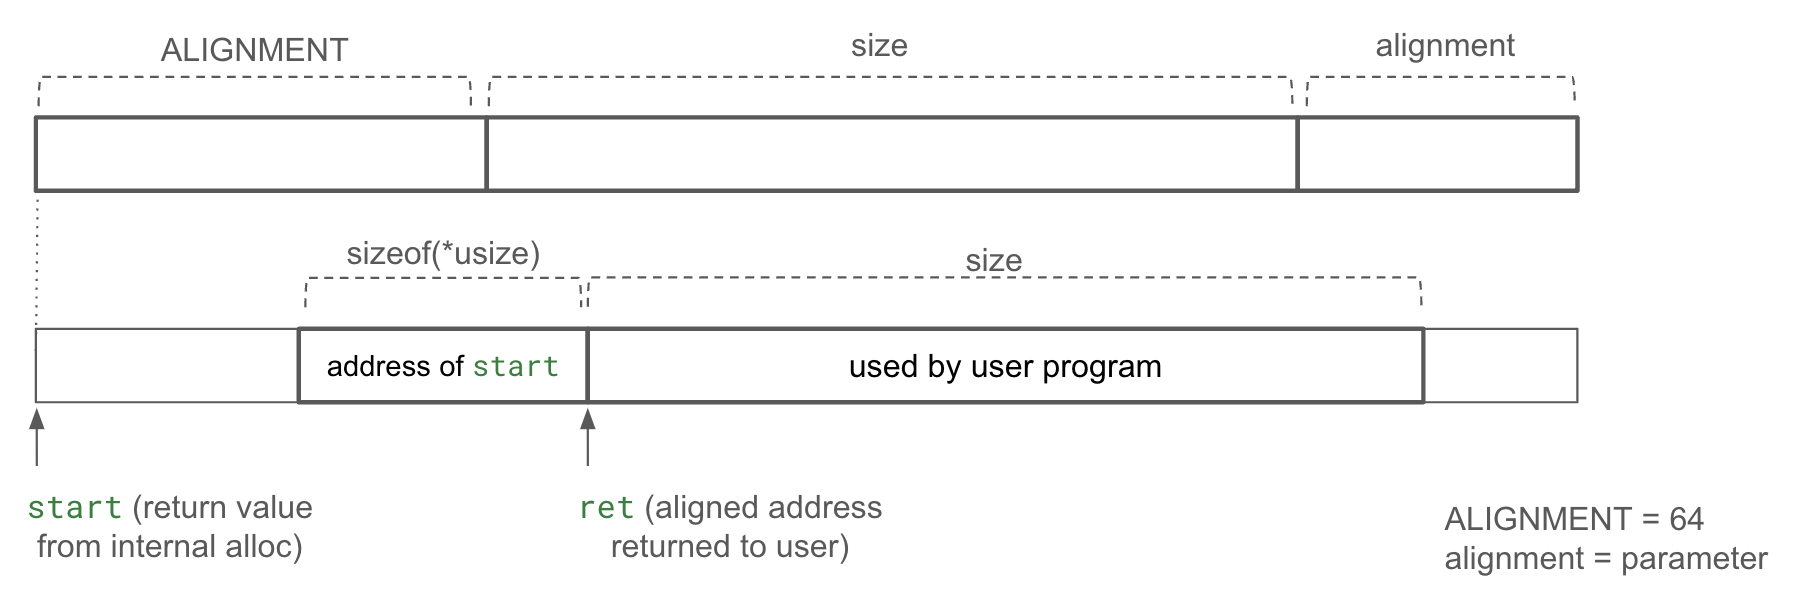 ALIGNMENT
size
alignment
sizeof(*usize)
size
address of start
used by user program
start (return value
from internal alloc)
ret (aligned address
returned to user)
ALIGNMENT = 64
alignment = parameter